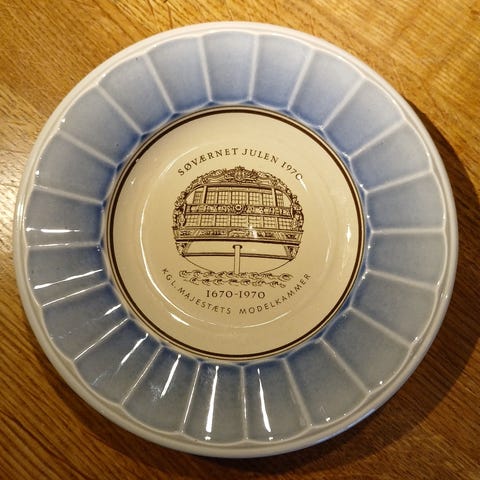 SØVÆRNET JULEN 1970
1670-1970
KGL. MAJESTÆTS MODELKAMMER